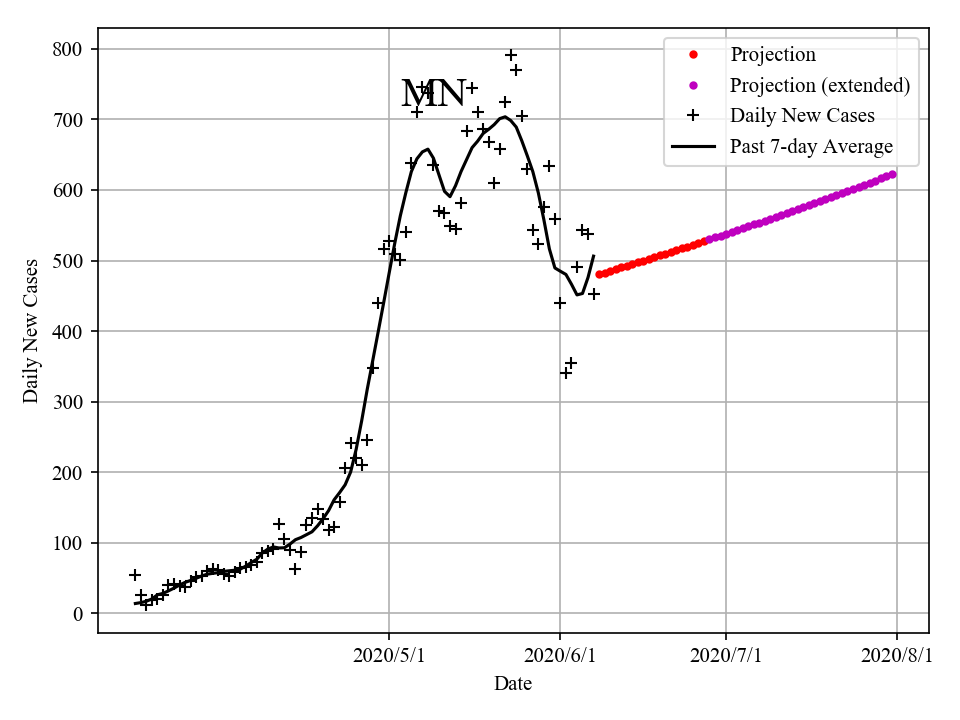 MN
Projection
Projection (extended)
Daily New Cases
Past 7-day Average
Daily New Cases
800
700
600
500
400
300
200
100
0
2020/5/1
2020/6/1
2020/7/1
2020/8/1
Date